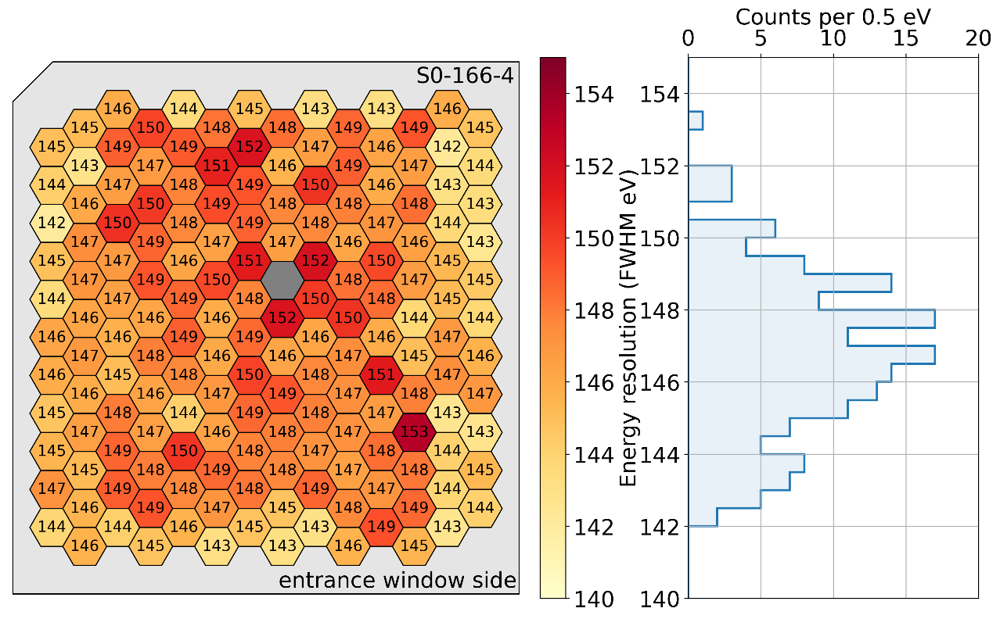 S0-166-4
146 144 145 143 143 146
145 150 148 148 149 149 145
145 149 149 152 147 146 142
143 147 151 146 149 147 144
144 147 148 149 150 146 143
146 150 149 148 148 148 143
142 150 148 149 148 148 144
147 149 147 147 147 147 143
145 147 146 151 152 150 146
147 149 150 148 147 145
144 147 149 148 150 148 147
146 146 146 152 150 144 144
146 146 149 147 146 146 147
146 148 146 146 146 145 146
146 145 148 150 148 151 147
146 146 147 149 147 148 147
145 148 144 149 148 147 143
147 147 146 148 147 153 143
145 149 150 148 147 148 144
145 148 149 148 147 148 145
147 149 148 148 149 147 144
146 149 147 145 148 149 144
144 144 146 145 143 149 143
146 145 143 143 146 145
entrance window side
154
152
150
148
146
144
142
140
Energy resolution (FWHM eV)
Counts per 0.5 eV
0 5 10 15 20
154
152
150
148
146
144
142
140